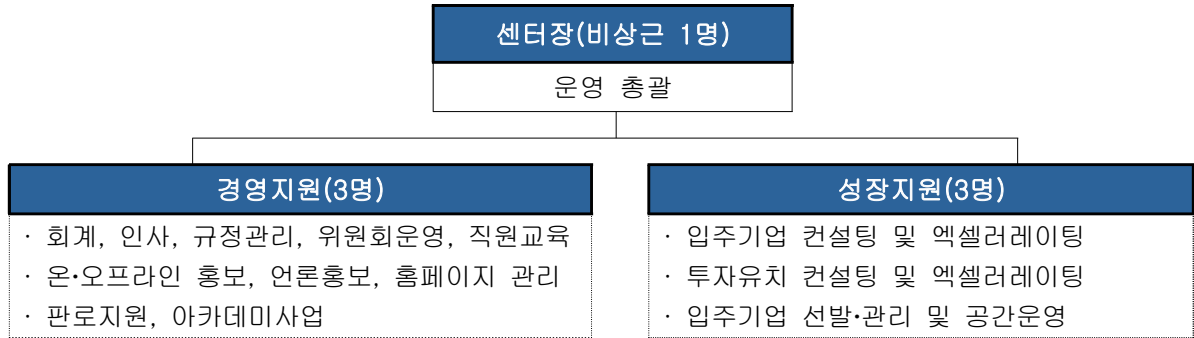 센터장(비상근 1명)
운영 총괄
경영지원(3명)
· 회계, 인사, 규정관리, 위원회운영, 직원교육
· 온•오프라인 홍보, 언론홍보, 홈페이지 관리
· 판로지원, 아카데미사업
성장지원(3명)
· 입주기업 컨설팅 및 엑셀러레이팅
· 투자유치 컨설팅 및 엑셀러레이팅
· 입주기업 선발•관리 및 공간운영